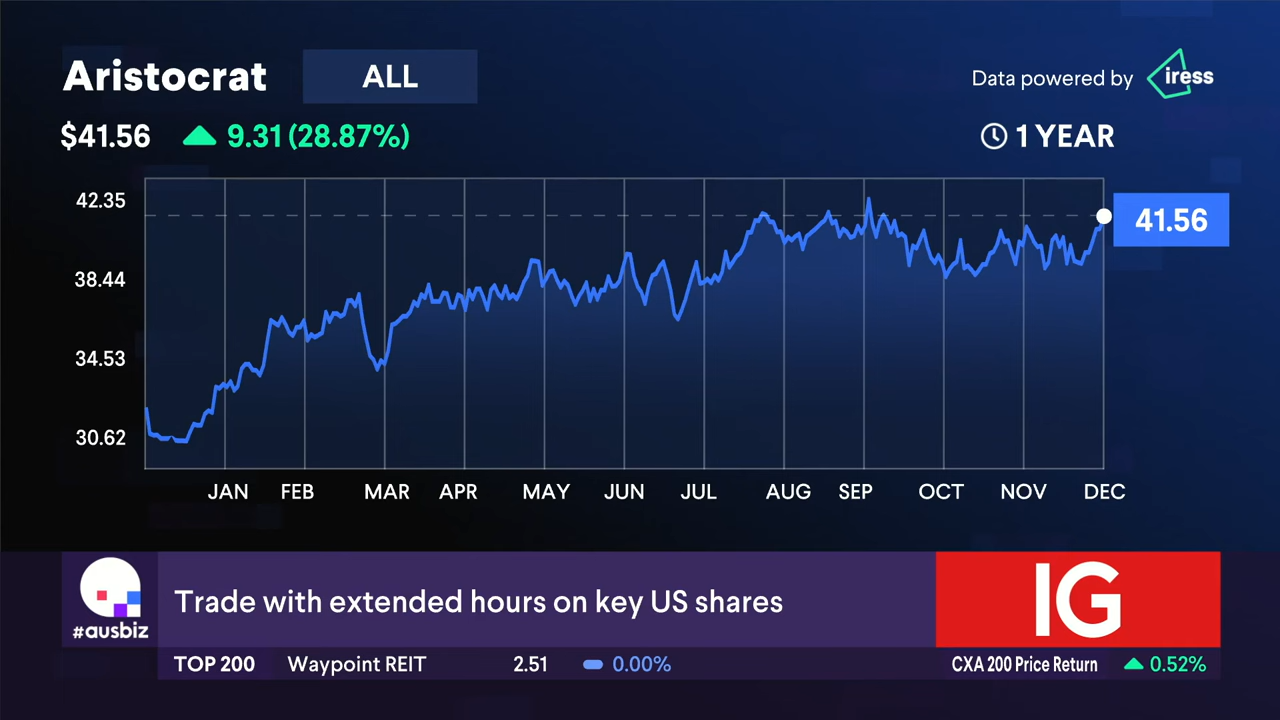 Aristocrat ALL
Data powered by iress
$41.56 9.31 (28.87%)
1 YEAR
42.35
38.44
34.53
30.62
41.56
JAN FEB MAR APR MAY JUN JUL AUG SEP OCT NOV DEC
#ausbiz
Trade with extended hours on key US shares
IG
TOP 200 Waypoint REIT 2.51 0.00%
CXA 200 Price Return 0.52%